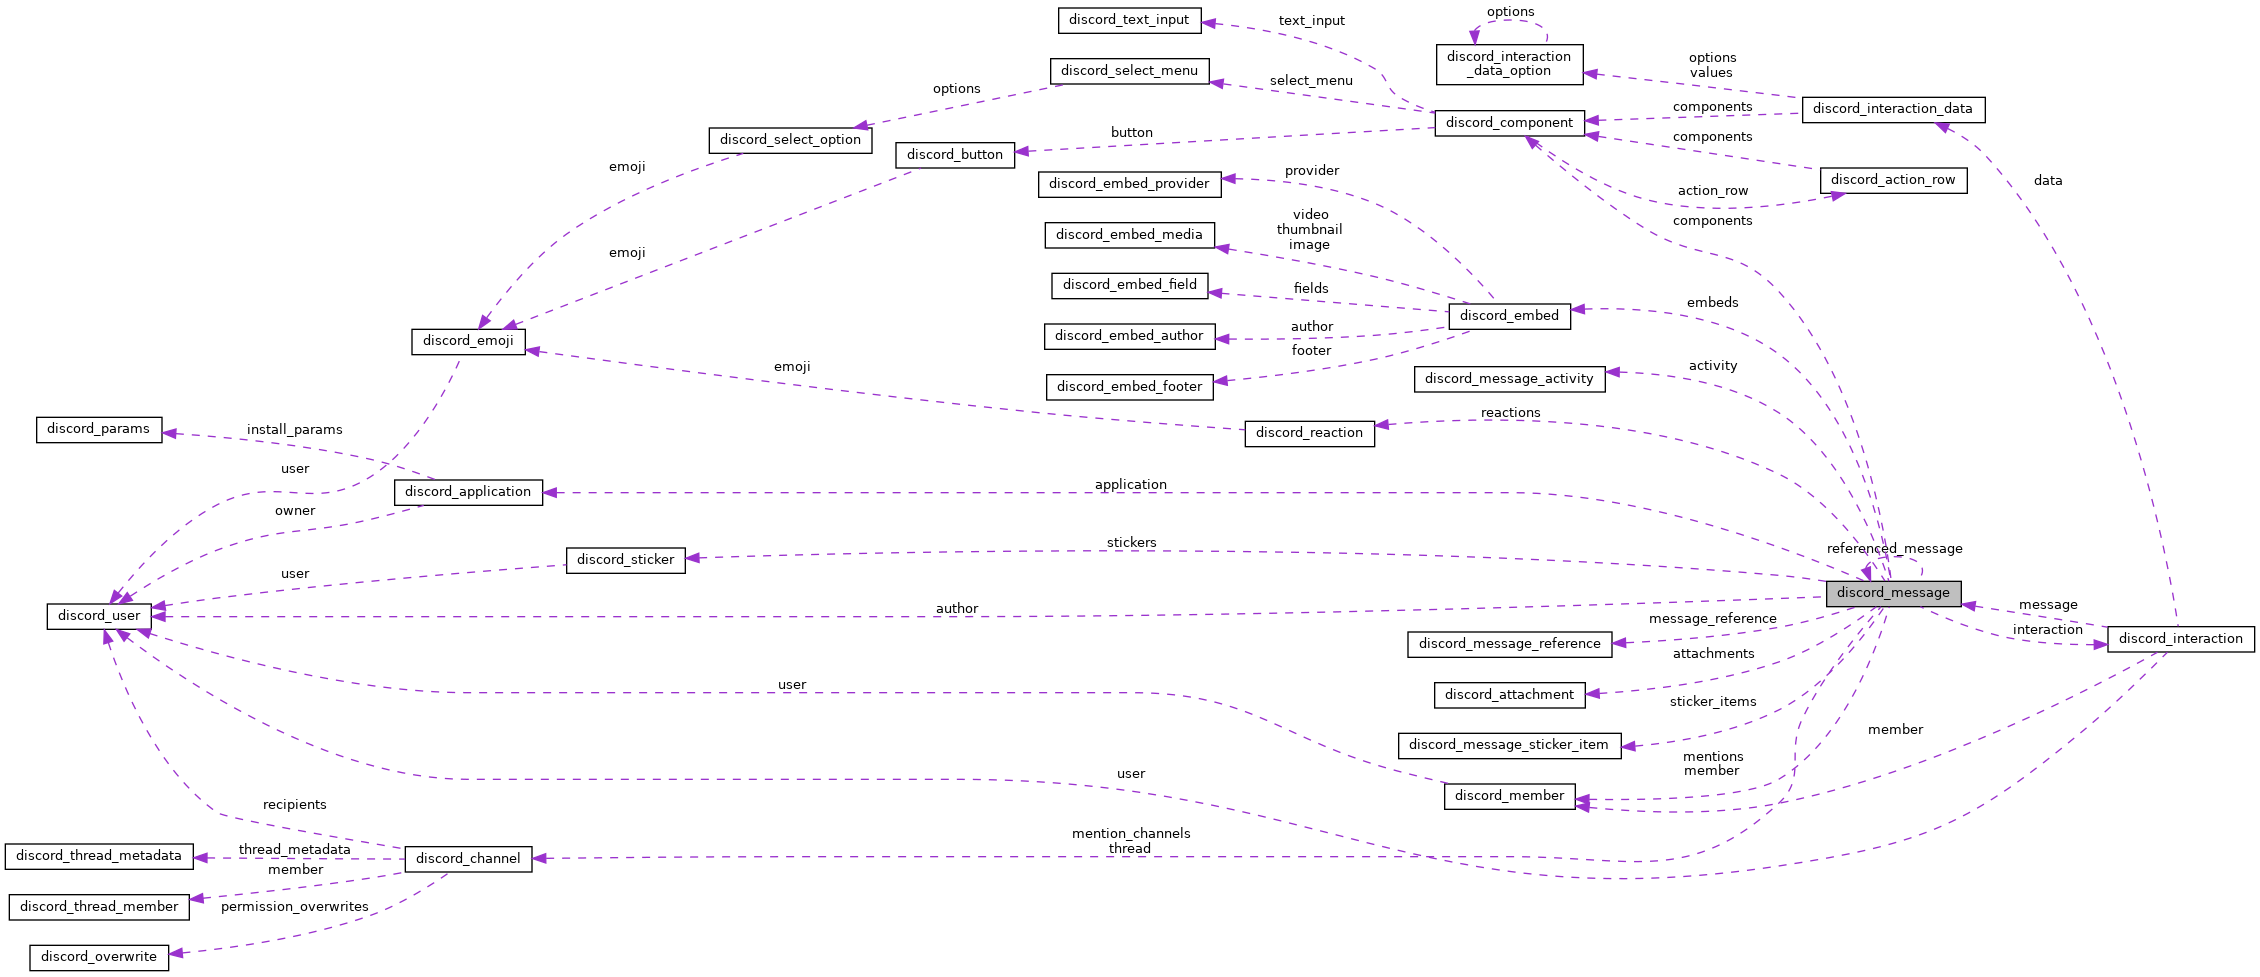 discord_text_input
text_input
options
discord_interaction
_data_option
options
values
discord_select_menu
select_menu
options
discord_interaction_data
components
discord_component
components
button
discord_select_option
discord_button
emoji
discord_embed_provider
provider
discord_action_row
action_row
data
components
video
thumbnail
image
discord_embed_media
emoji
discord_embed_field
fields
embeds
discord_embed
discord_embed_author
author
discord_emoji
footer
emoji
activity
discord_embed_footer
discord_message_activity
reactions
discord_params
install_params
discord_reaction
user
application
discord_application
owner
stickers
referenced_message
discord_sticker
user
discord_message
author
message
discord_user
message_reference
interaction
discord_interaction
discord_message_reference
attachments
user
discord_attachment
sticker_items
member
discord_message_sticker_item
mentions
member
user
discord_member
recipients
mention_channels
thread
thread_metadata
discord_thread_metadata
discord_channel
member
discord_thread_member
permission_overwrites
discord_overwrite